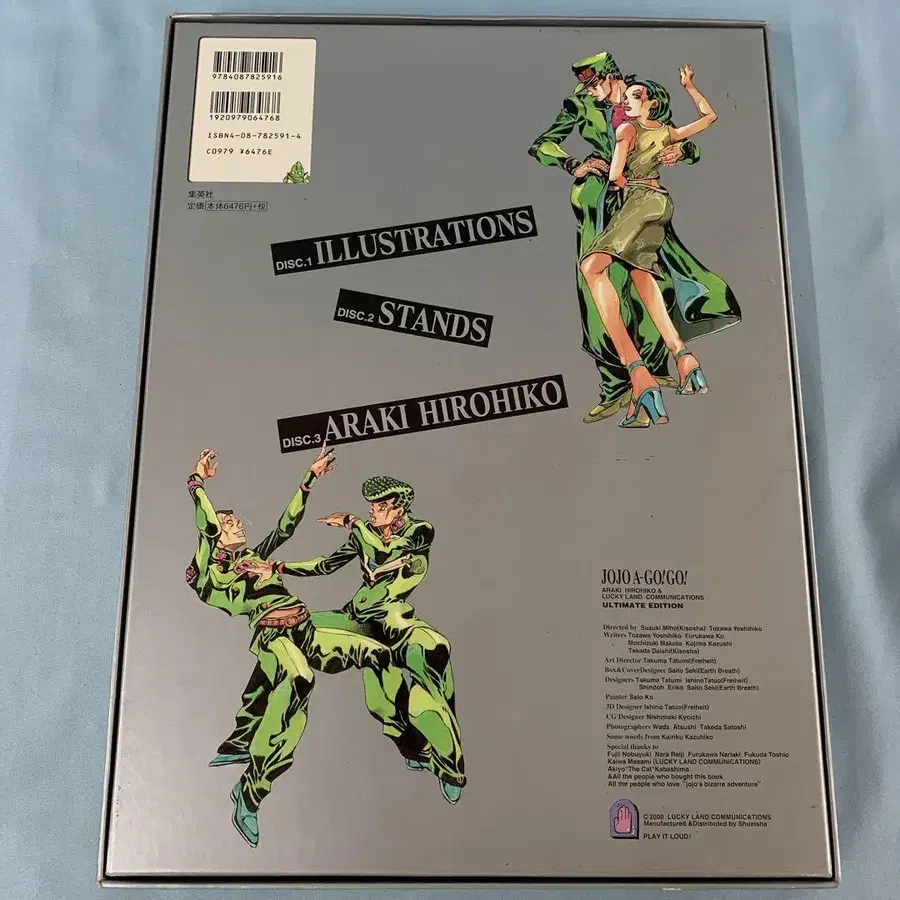 9784087825916
1920979064768
ISBN4-08-782591-4
C0979 ¥6476E
集英社
定価 本体6476円+税
DISC.1 ILLUSTRATIONS
DISC.2 STANDS
DISC.3 ARAKI HIROHIKO
JOJO A-GO!GO!
ARAKI HIROHIKO &
LUCKY LAND COMMUNICATIONS
ULTIMATE EDITION
Directed by Suzuki Miho(Kisosha) Tozawa Yoshihiko
Writers Tozawa Yoshihiko Furukawa Ko
Mochizuki Makoto Kojima Kazushi
Takada Daishi(Kisosha)
Art Director Takuma Tatumi(Freiheit)
Box&CoverDesigner Saito Seki(Earth Breath)
Designers Takuma Tatumi IshinoTatuo(Freiheit)
Shindoh Eriko Saito Seki(Earth Breath)
Painter Sato Ko
3D Designer Ishino Tatuo(Freiheit)
CG Designer Nishimaki Kyoichi
Photographers Wada Atsushi Takeda Satoshi
Some words from Kairiku Kazuhiko
Special thanks to
Fujii Nobuyuki Nara Reiji Furukawa Nariaki Fukuda Toshio
Kaiwa Masami(LUCKY LAND COMMUNICATIONS)
Akiyo"The Cat"Kabashima
&All the people who bought this book
All the people who love "jojo's bizarre adventure"
©2000 LUCKY LAND COMMUNICATIONS
Manufactured &Distributed by Shueisha
PLAY IT LOUD!